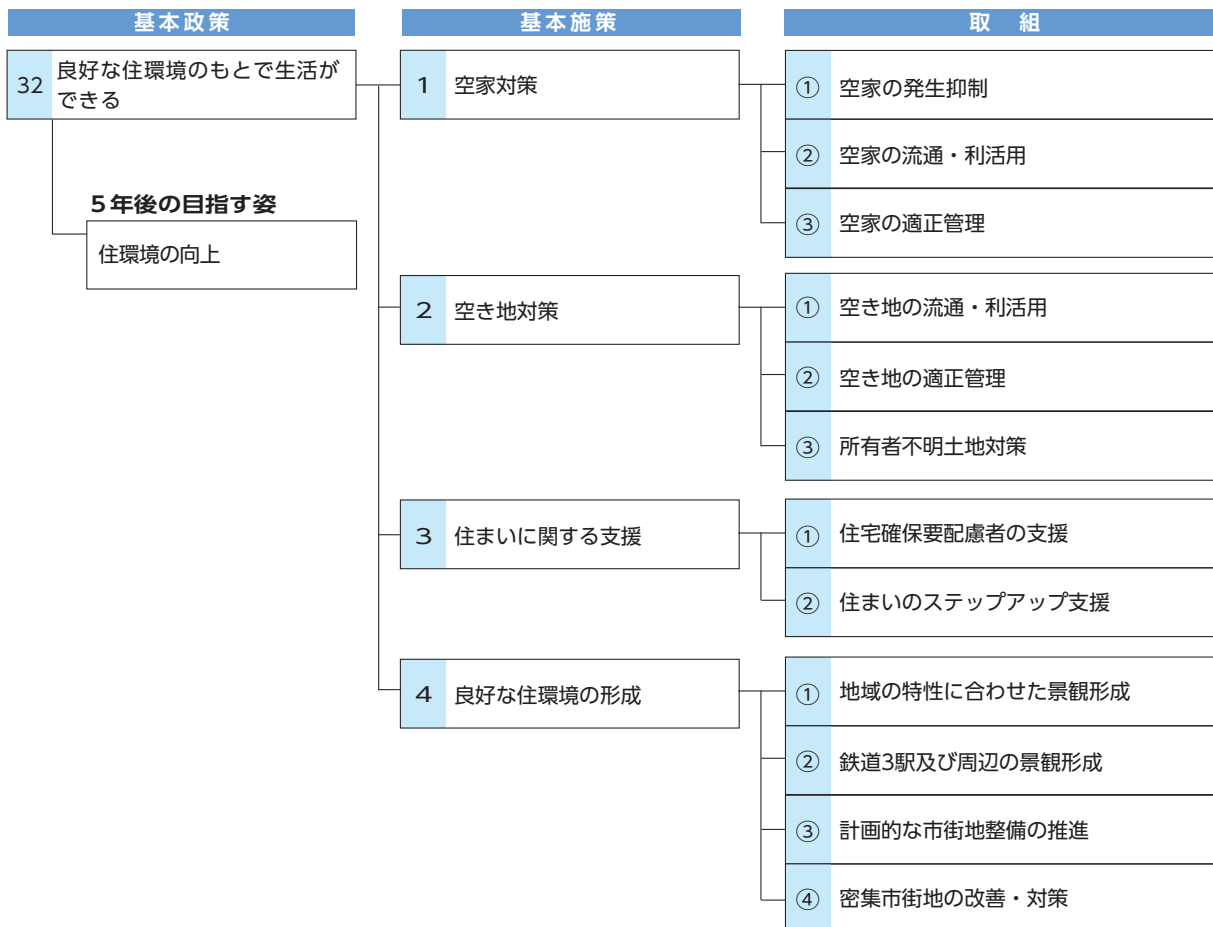 基本政策
基本施策
取　組
32 良好な住環境のもとで生活が
できる
5年後の目指す姿
住環境の向上
1 空家対策
① 空家の発生抑制
② 空家の流通・利活用
③ 空家の適正管理
2 空き地対策
① 空き地の流通・利活用
② 空き地の適正管理
③ 所有者不明土地対策
3 住まいに関する支援
① 住宅確保要配慮者の支援
② 住まいのステップアップ支援
4 良好な住環境の形成
① 地域の特性に合わせた景観形成
② 鉄道3駅及び周辺の景観形成
③ 計画的な市街地整備の推進
④ 密集市街地の改善・対策